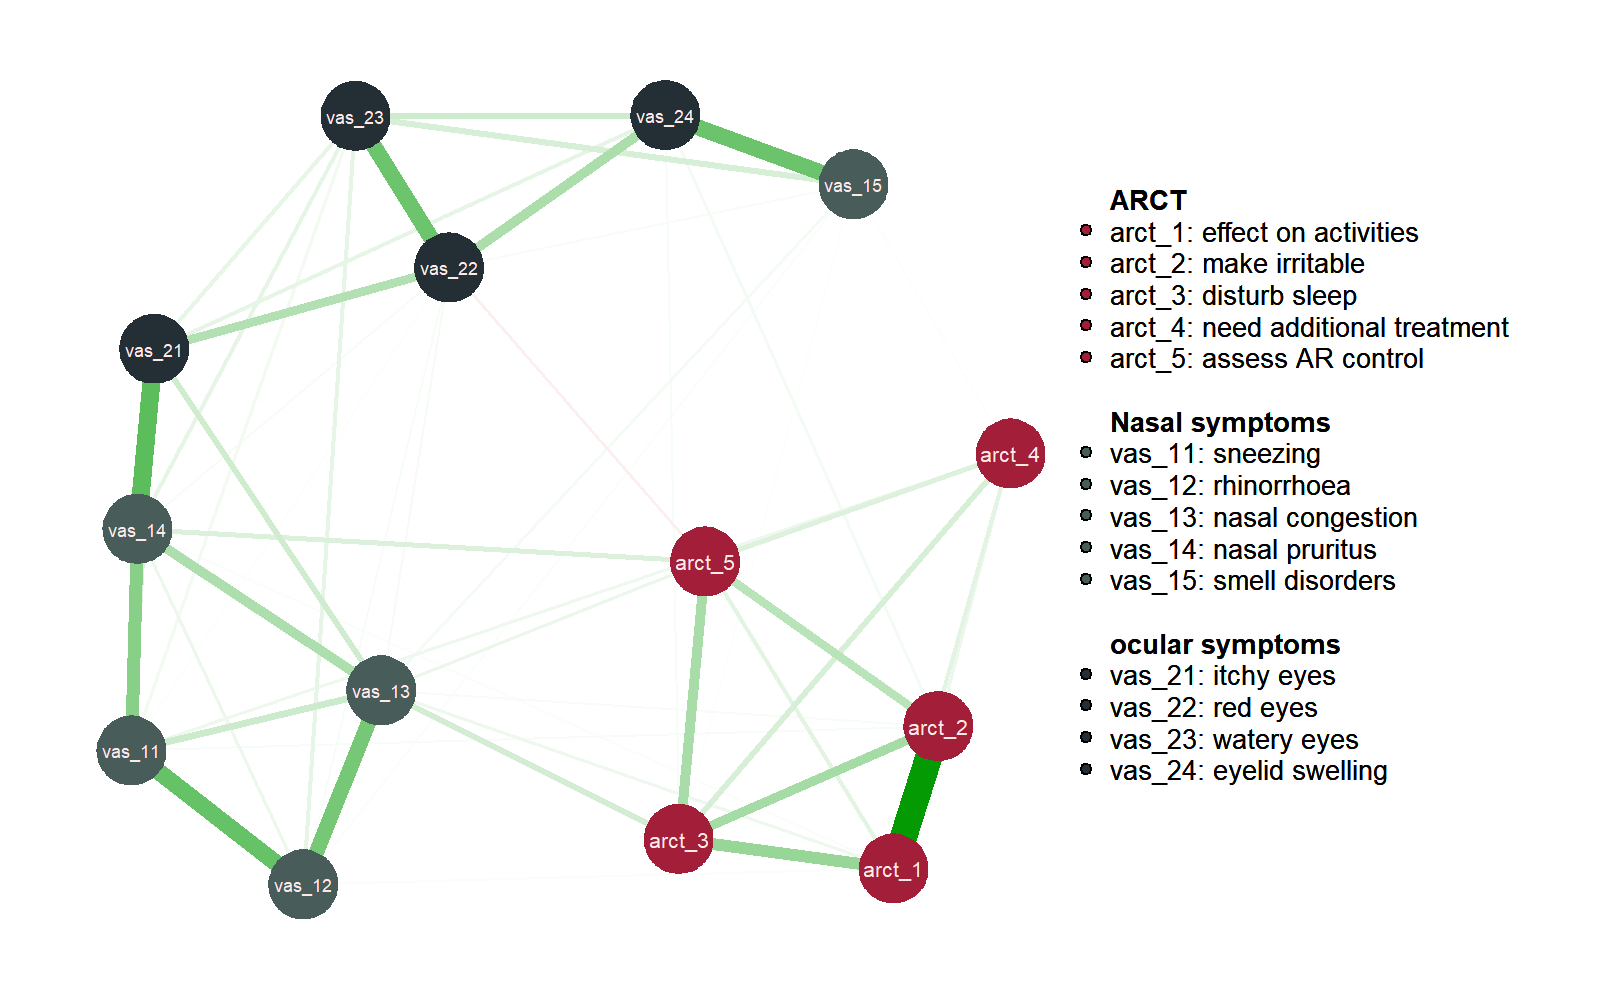 vas_23
vas_24
vas_15
vas_22
vas_21
arct_4
vas_14
arct_5
vas_13
arct_2
vas_11
arct_3
arct_1
vas_12
ARCT
arct_1: effect on activities
arct_2: make irritable
arct_3: disturb sleep
arct_4: need additional treatment
arct_5: assess AR control
Nasal symptoms
vas_11: sneezing
vas_12: rhinorrhoea
vas_13: nasal congestion
vas_14: nasal pruritus
vas_15: smell disorders
ocular symptoms
vas_21: itchy eyes
vas_22: red eyes
vas_23: watery eyes
vas_24: eyelid swelling